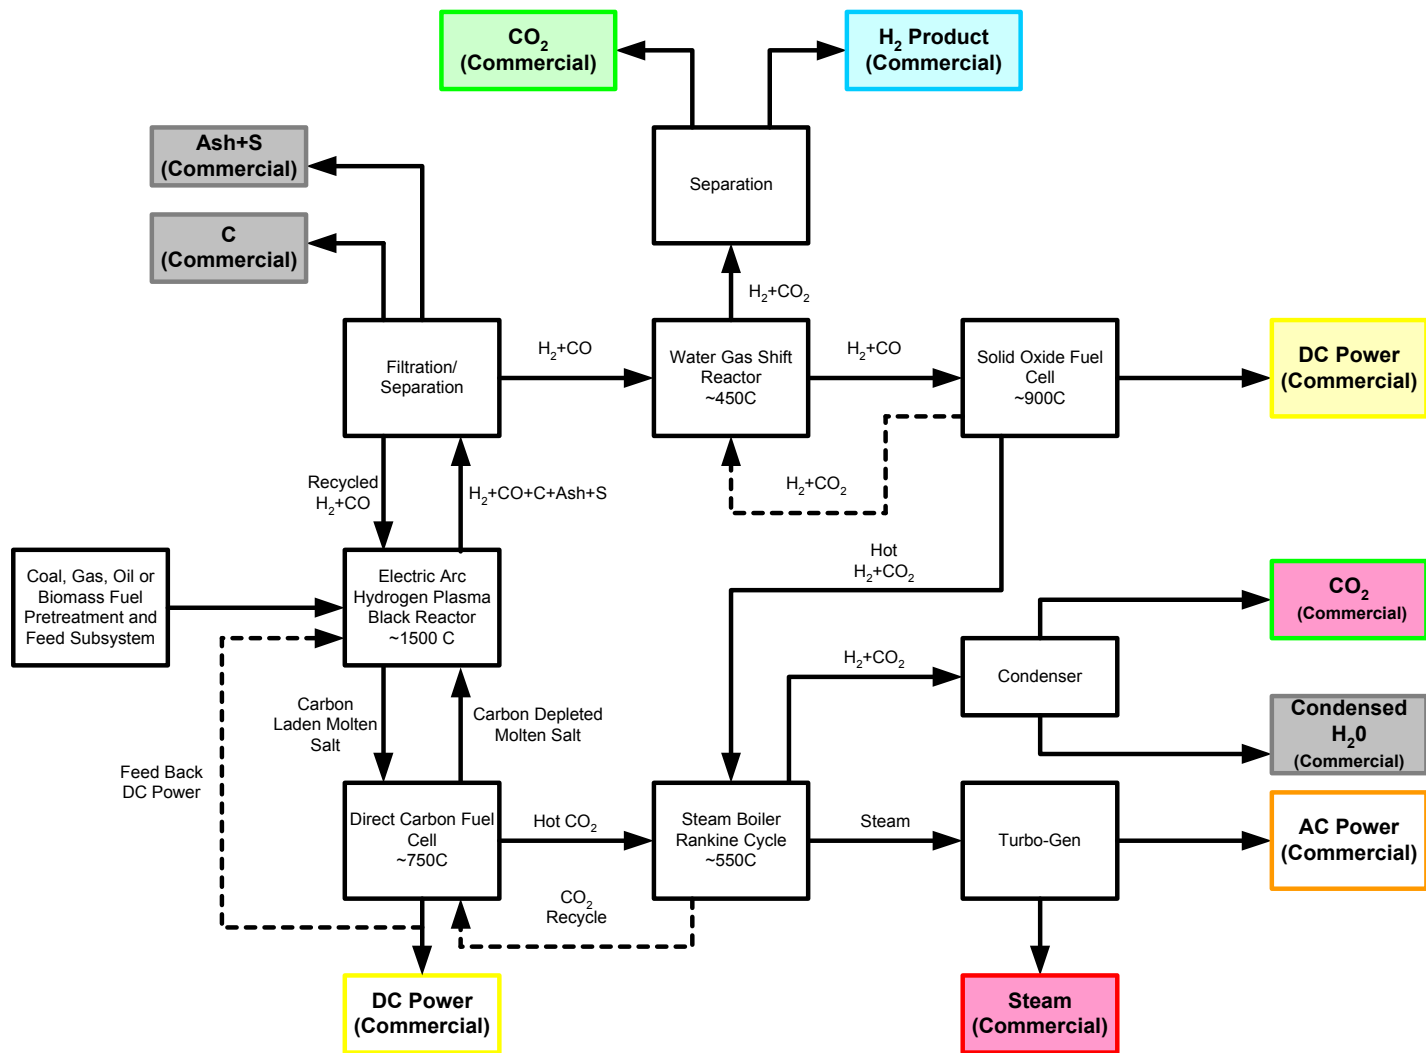 CO₂
(Commercial)
H₂ Product
(Commercial)
Ash+S
(Commercial)
Separation
C
(Commercial)
H₂+CO₂
Filtration/
Separation
H₂+CO
Water Gas Shift
Reactor
~450C
H₂+CO
Solid Oxide Fuel
Cell
~900C
DC Power
(Commercial)
Recycled
H₂+CO
H₂+CO+C+Ash+S
H₂+CO₂
Hot
H₂+CO₂
Coal, Gas, Oil or
Biomass Fuel
Pretreatment and
Feed Subsystem
Electric Arc
Hydrogen Plasma
Black Reactor
~1500 C
CO₂
(Commercial)
H₂+CO₂
Condenser
Carbon
Laden Molten
Salt
Carbon Depleted
Molten Salt
Condensed
H₂0
(Commercial)
Feed Back
DC Power
Direct Carbon Fuel
Cell
~750C
Hot CO₂
Steam Boiler
Rankine Cycle
~550C
Steam
Turbo-Gen
AC Power
(Commercial)
CO₂
Recycle
DC Power
(Commercial)
Steam
(Commercial)